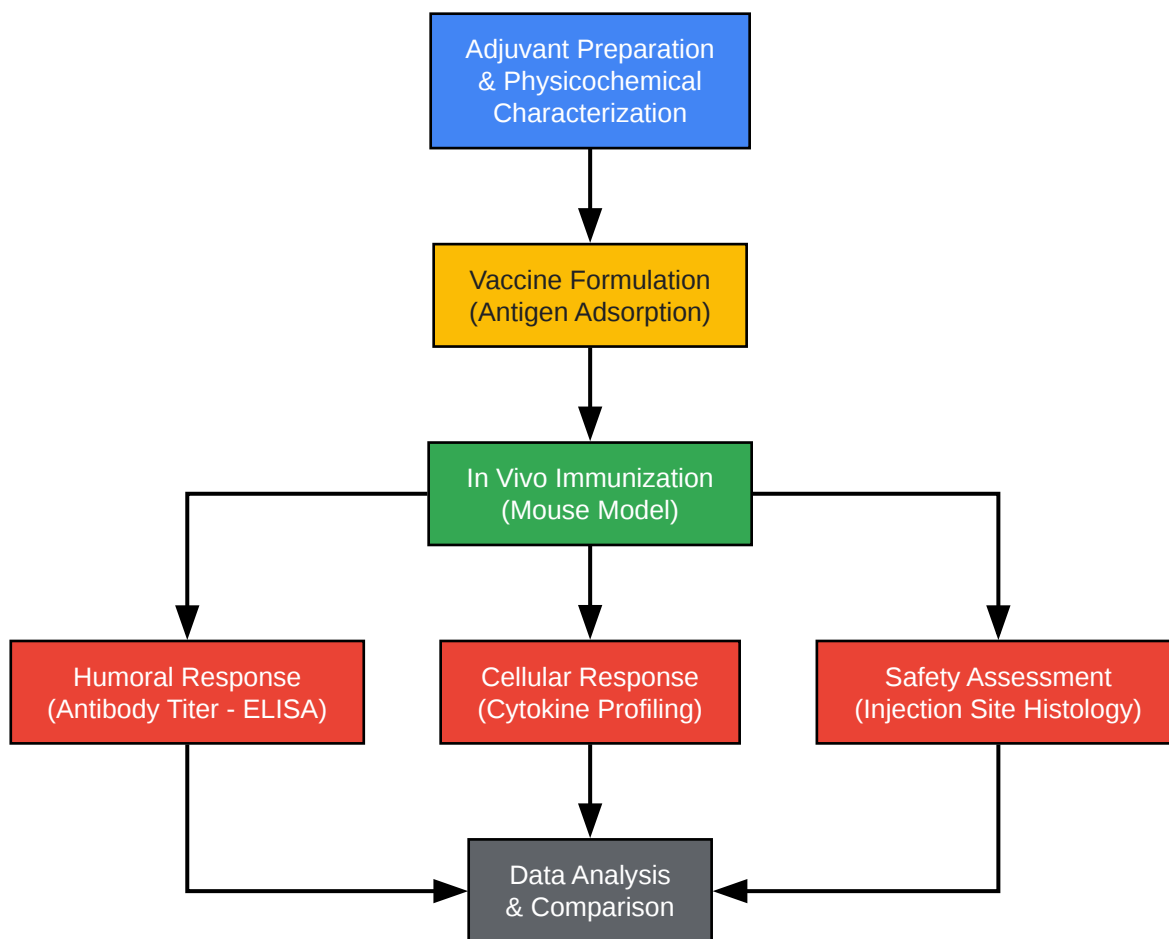 Adjuvant Preparation
& Physicochemical
Characterization
Vaccine Formulation
(Antigen Adsorption)
In Vivo Immunization
(Mouse Model)
Humoral Response
(Antibody Titer - ELISA)
Cellular Response
(Cytokine Profiling)
Safety Assessment
(Injection Site Histology)
Data Analysis
& Comparison